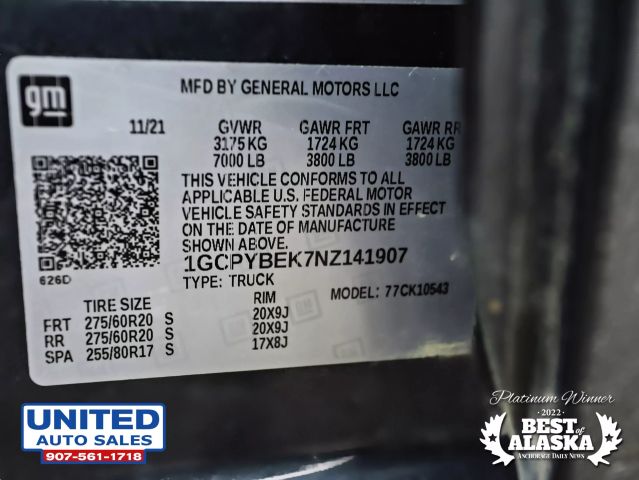 gm
MFD BY GENERAL MOTORS LLC
11/21 GVWR GAWR FRT GAWR RR
3175 KG 1724 KG 1724 KG
7000 LB 3800 LB 3800 LB
THIS VEHICLE CONFORMS TO ALL
APPLICABLE U.S. FEDERAL MOTOR
VEHICLE SAFETY STANDARDS IN EFFECT
ON THE DATE OF MANUFACTURE
SHOWN ABOVE.
1GCPYBEK7NZ141907
626D
TYPE: TRUCK
MODEL: 77CK10543
TIRE SIZE RIM
FRT 275/60R20 S 20X9J
RR 275/60R20 S 20X9J
SPA 255/80R17 S 17X8J
UNITED
AUTO SALES
907-561-1718
Platinum Winner
2022
BEST of
ALASKA
ANCHORAGE DAILY NEWS